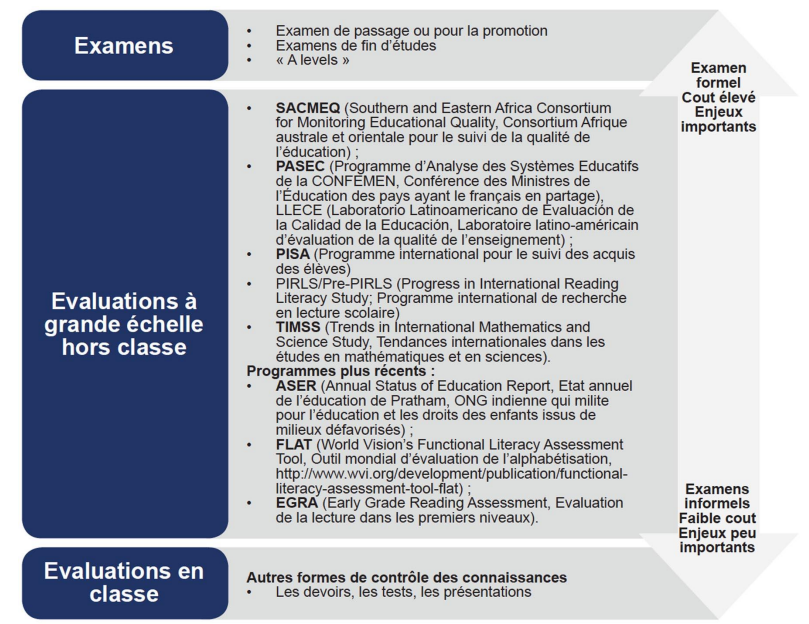 Examens
• Examen de passage ou pour la promotion
• Examens de fin d’études
• « A levels »
Examen
formel
Cout élevé
Enjeux
importants
Evaluations à
grande échelle
hors classe
• SACMEQ (Southern and Eastern Africa Consortium
for Monitoring Educational Quality, Consortium Afrique
australe et orientale pour le suivi de la qualité de
l’éducation) ;
• PASEC (Programme d’Analyse des Systèmes Educatifs
de la CONFEMEN, Conférence des Ministres de
l’Éducation des pays ayant le français en partage),
LLECE (Laboratorio Latinoamericano de Evaluación de
la Calidad de la Educación, Laboratoire latino-américain
d’évaluation de la qualité de l’enseignement) ;
• PISA (Programme international pour le suivi des acquis
des élèves)
• PIRLS/Pre-PIRLS (Progress in International Reading
Literacy Study; Programme international de recherche
en lecture scolaire)
• TIMSS (Trends in International Mathematics and
Science Study, Tendances internationales dans les
études en mathématiques et en sciences).
Programmes plus récents :
• ASER (Annual Status of Education Report, Etat annuel
de l’éducation de Pratham, ONG indienne qui milite
pour l’éducation et les droits des enfants issus de
milieux défavorisés) ;
• FLAT (World Vision’s Functional Literacy Assessment
Tool, Outil mondial d’évaluation de l’alphabétisation,
http://www.wvi.org/development/publication/functional-
literacy-assessment-tool-flat) ;
• EGRA (Early Grade Reading Assessment, Evaluation
de la lecture dans les premiers niveaux).
Examens
informels
Faible cout
Enjeux peu
importants
Evaluations en
classe
Autres formes de contrôle des connaissances
• Les devoirs, les tests, les présentations